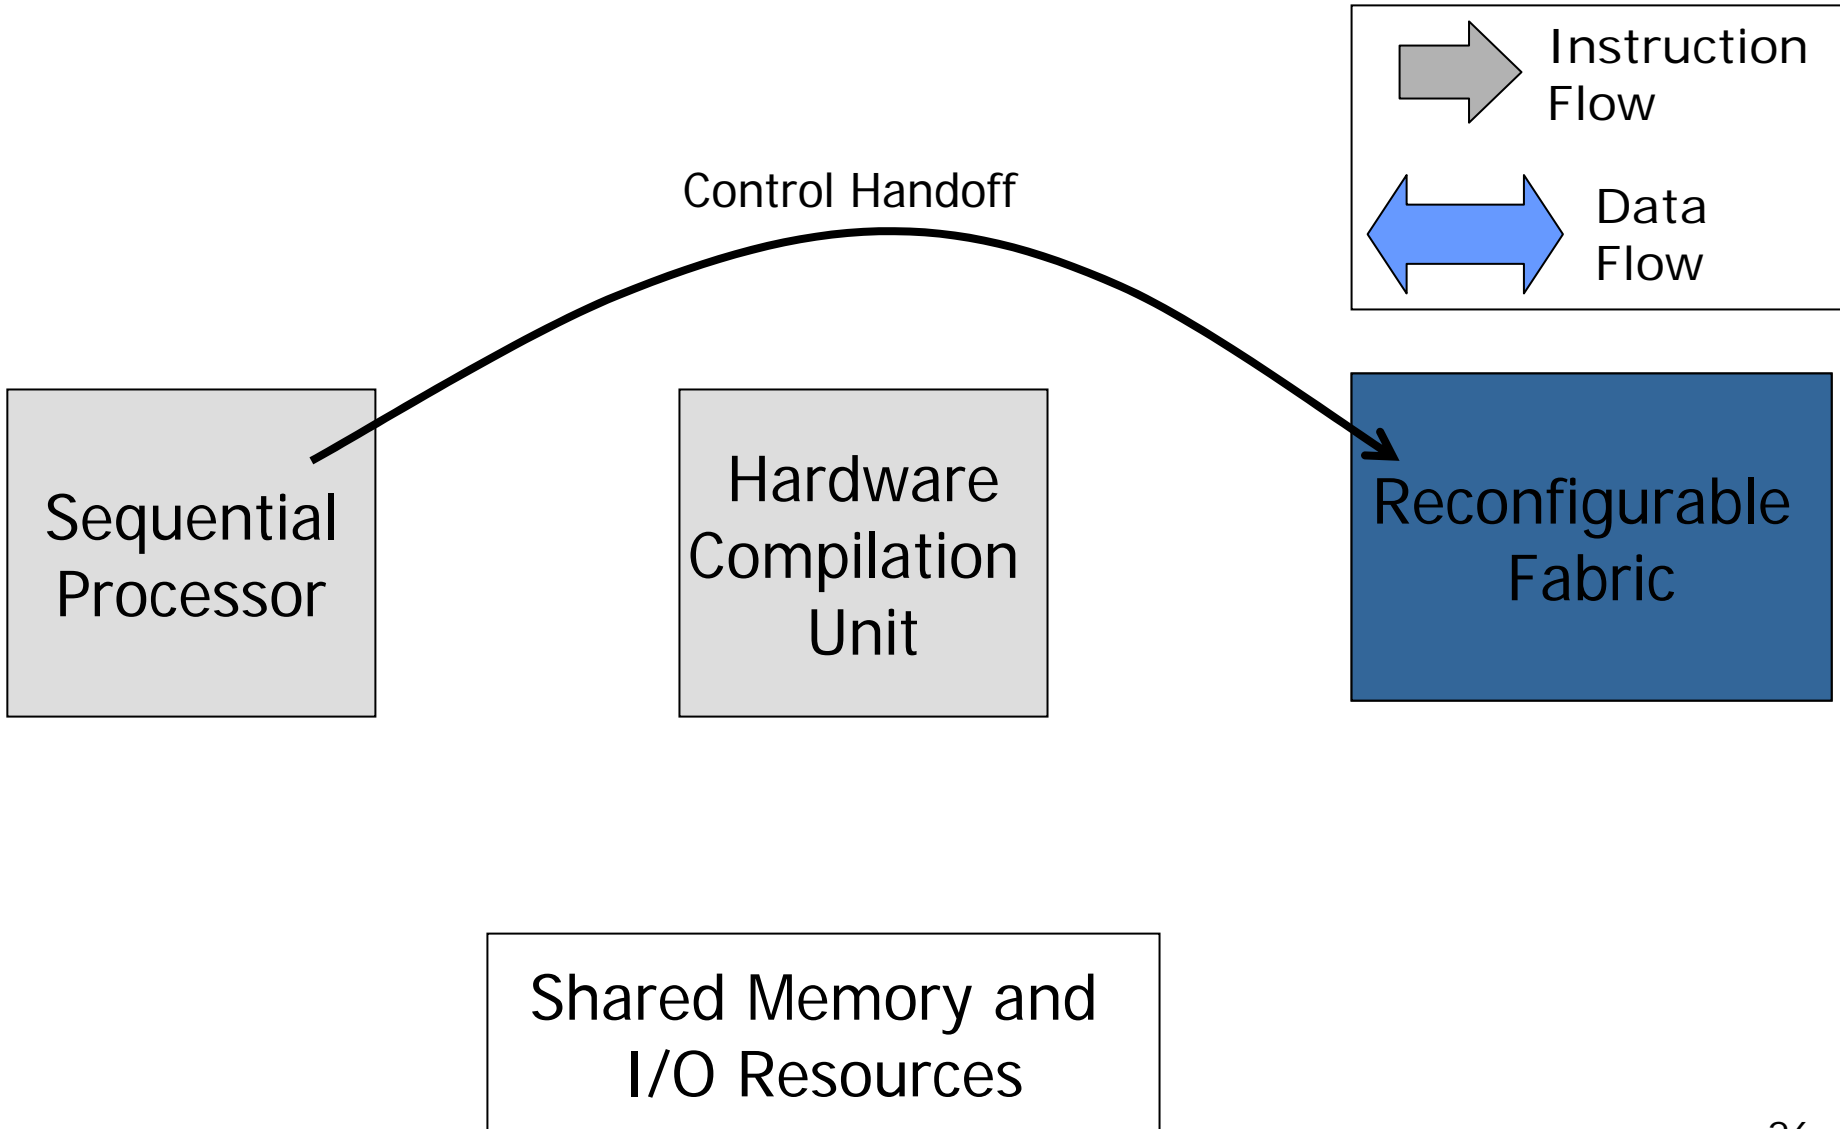 Instruction
Flow
Control Handoff
Data
Flow
Sequential
Processor
Hardware
Compilation
Unit
Reconfigurable
Fabric
Shared Memory and
I/O Resources